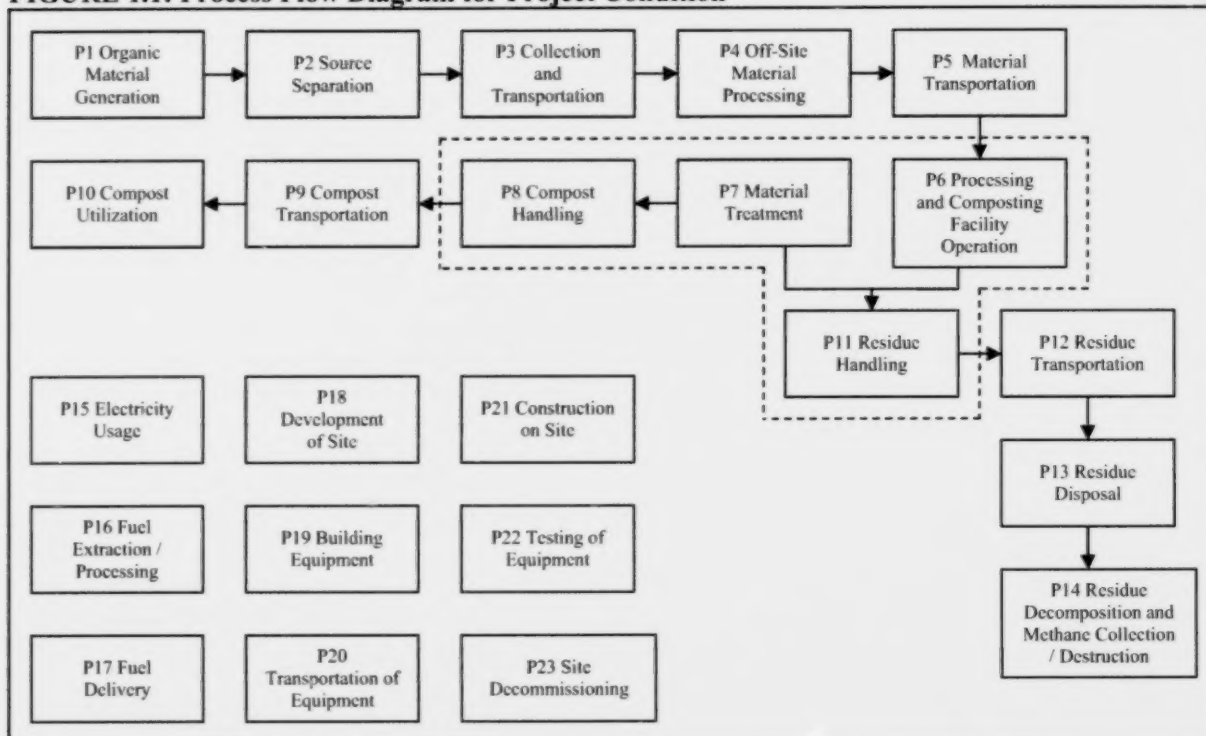 FIGURE 1.1: Process Flow Diagram for Project Condition
P1 Organic
Material
Generation
P2 Source
Separation
P3 Collection
and
Transportation
P4 Off-Site
Material
Processing
P5 Material
Transportation
P10 Compost
Utilization
P9 Compost
Transportation
P8 Compost
Handling
P7 Material
Treatment
P6 Processing
and Composting
Facility
Operation
P11 Residue
Handling
P12 Residue
Transportation
P15 Electricity
Usage
P18
Development
of Site
P21 Construction
on Site
P13 Residue
Disposal
P16 Fuel
Extraction /
Processing
P19 Building
Equipment
P22 Testing of
Equipment
P14 Residue
Decomposition and
Methane Collection
/ Destruction
P17 Fuel
Delivery
P20
Transportation of
Equipment
P23 Site
Decommissioning